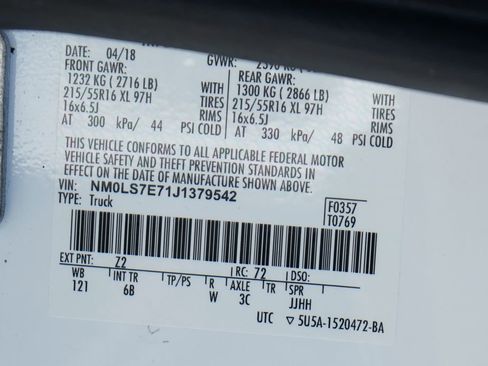 DATE: 04/18 GVWR:
FRONT GAWR: REAR GAWR:
1232 KG ( 2716 LB) WITH 1300 KG ( 2866 LB) WITH
215/55R16 XL 97H TIRES 215/55R16 XL 97H TIRES
16x6.5J RIMS 16x6.5J RIMS
AT 300 kPa/ 44 PSI COLD AT 330 kPa/ 48 PSI COLD
THIS VEHICLE CONFORMS TO ALL APPLICABLE FEDERAL MOTOR
VEHICLE SAFETY AND THEFT PREVENTION STANDARDS IN
EFFECT ON THE DATE OF MANUFACTURE SHOWN ABOVE.
VIN: NM0LS7E71J1379542
TYPE: Truck
F0357
T0769
EXT PNT: Z2 RC: 72 DSO:
WB INT TR TP/PS R AXLE TR SPR
121 6B W 3C JJHH
UTC ▽5U5A-1520472-BA